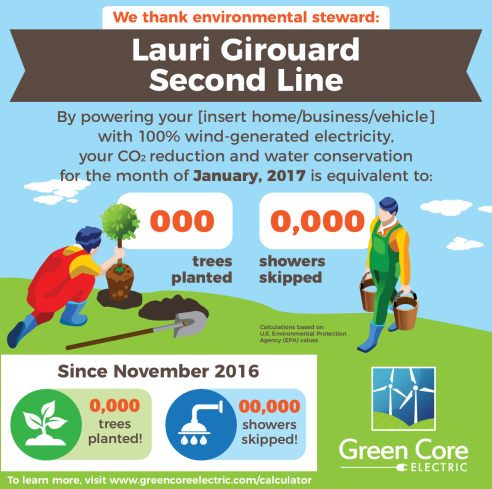 We thank environmental steward:
Lauri Girouard
Second Line
By powering your [insert home/business/vehicle]
with 100% wind-generated electricity,
your CO₂ reduction and water conservation
for the month of January, 2017 is equivalent to:
000
trees
planted
0,000
showers
skipped
Calculations based on
U.S. Environmental Protection
Agency (EPA) values
Since November 2016
0,000
trees
planted!
00,000
showers
skipped!
Green Core
ELECTRIC
To learn more, visit www.greencoreelectric.com/calculator